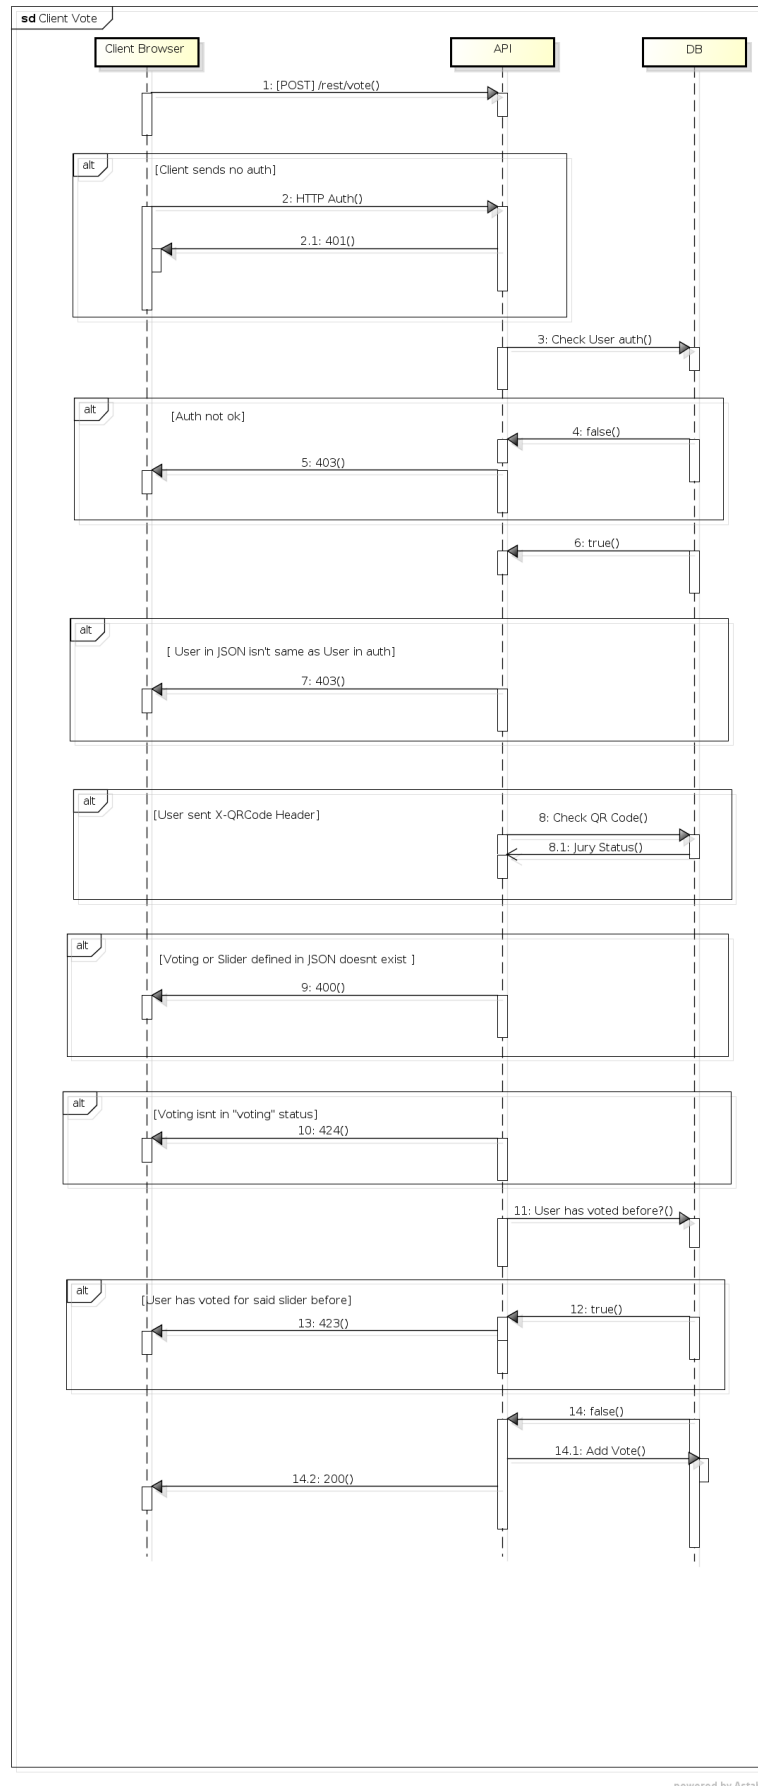 sd Client Vote
Client Browser
API
DB
1: [POST] /rest/vote()
alt
[Client sends no auth]
2: HTTP Auth()
2.1: 401()
3: Check User auth()
alt
[Auth not ok]
4: false()
5: 403()
6: true()
alt
[ User in JSON isn't same as User in auth]
7: 403()
alt
[User sent X-QRCode Header]
8: Check QR Code()
8.1: Jury Status()
alt
[Voting or Slider defined in JSON doesnt exist ]
9: 400()
alt
[Voting isnt in "voting" status]
10: 424()
11: User has voted before?()
alt
[User has voted for said slider before]
12: true()
13: 423()
14: false()
14.1: Add Vote()
14.2: 200()
powered by